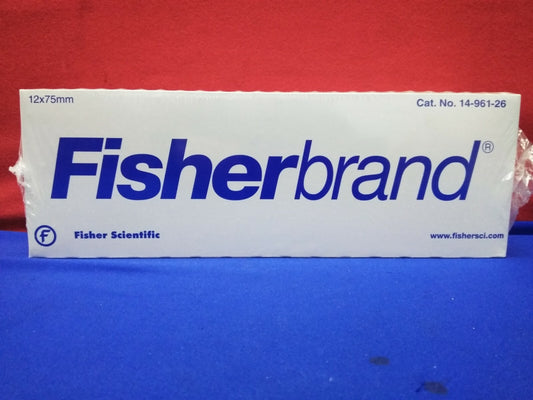 12x75mm Cat. No. 14-961-26
Fisherbrand®
F Fisher Scientific www.fishersci.com